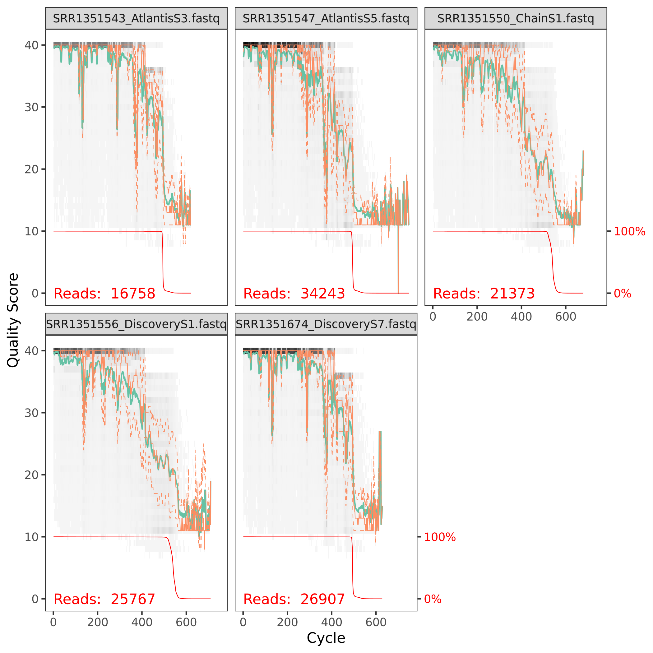 SRR1351543_AtlantisS3.fastq
SRR1351547_AtlantisS5.fastq
SRR1351550_ChainS1.fastq
40
30
20
10
0
Reads: 16758
Reads: 34243
Reads: 21373
100%
0%
0
200
400
600
SRR1351556_DiscoveryS1.fastq
SRR1351674_DiscoveryS7.fastq
40
30
20
10
0
Reads: 25767
Reads: 26907
100%
0%
0
200
400
600
0
200
400
600
Cycle
Quality Score